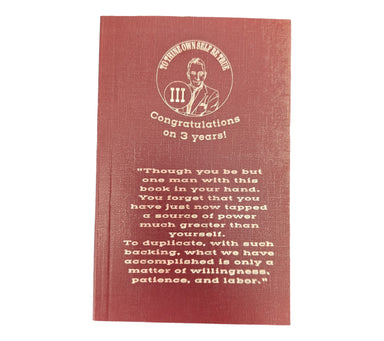 TO THINE OWN SELF BE TRUE
III
Congratulations
on 3 years!
"Though you be but
one man with this
book in your hand.
You forget that you
have just now tapped
a source of power
much greater than
yourself.
To duplicate, with such
backing, what we have
accomplished is only a
matter of willingness,
patience, and labor."